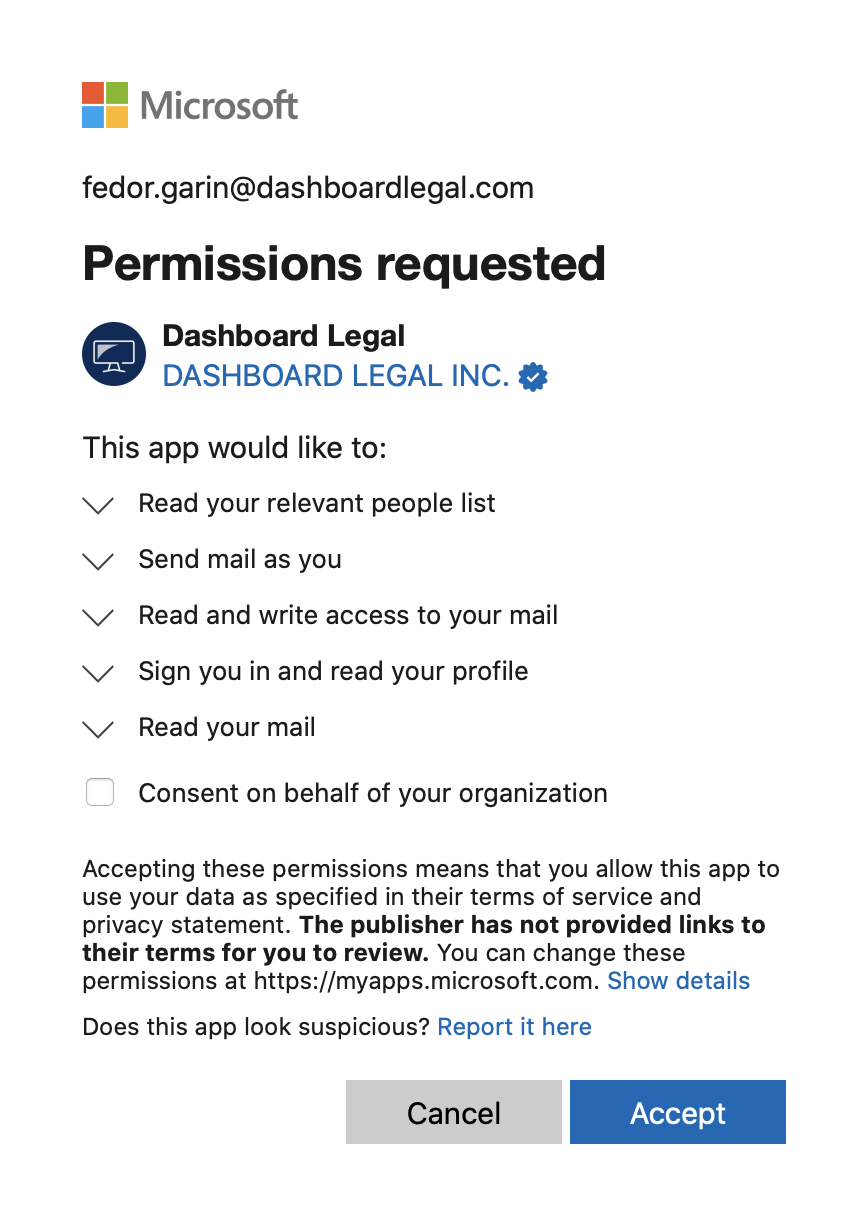 Microsoft
fedor.garin@dashboardlegal.com
Permissions requested
Dashboard Legal
DASHBOARD LEGAL INC.
This app would like to:
Read your relevant people list
Send mail as you
Read and write access to your mail
Sign you in and read your profile
Read your mail
Consent on behalf of your organization
Accepting these permissions means that you allow this app to
use your data as specified in their terms of service and
privacy statement. The publisher has not provided links to
their terms for you to review. You can change these
permissions at https://myapps.microsoft.com. Show details
Does this app look suspicious? Report it here
Cancel
Accept